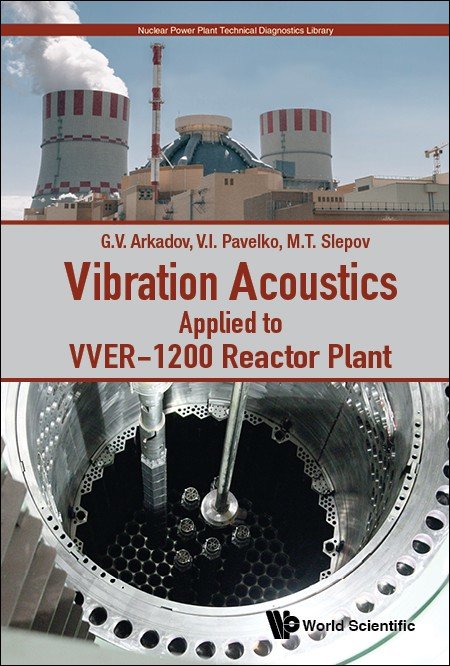 Nuclear Power Plant Technical Diagnostics Library
G.V. Arkadov, V.I. Pavelko, M.T. Slepov
Vibration Acoustics
Applied to
VVER–1200 Reactor Plant
World Scientific